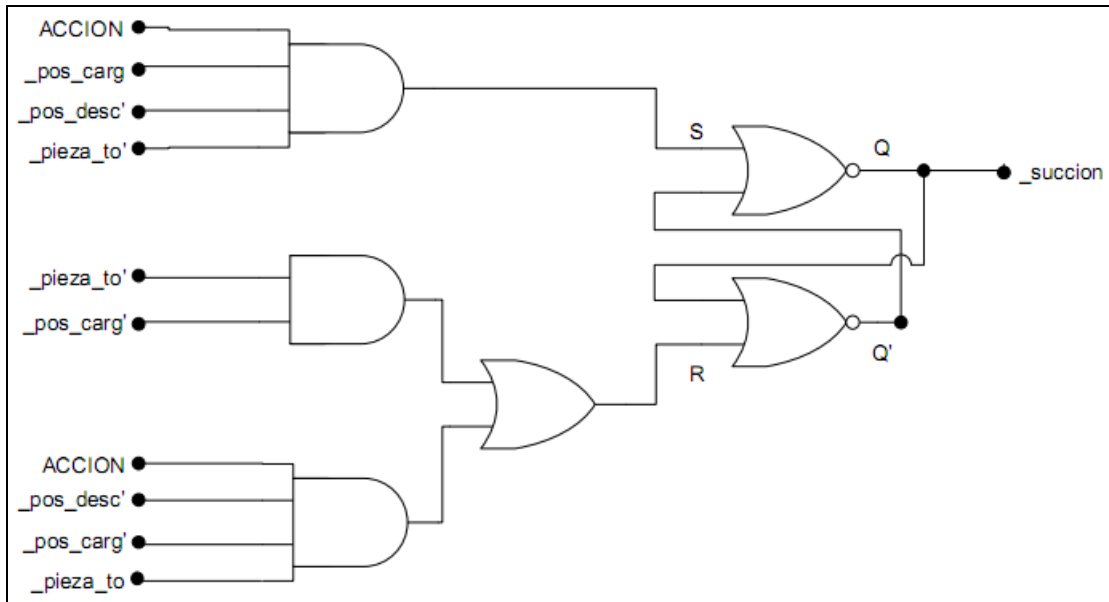 ACCION
_pos_carg
_pos_desc'
_pieza_to'
S
Q
_succion
_pieza_to'
_pos_carg'
R
Q'
ACCION
_pos_desc'
_pos_carg'
_pieza_to